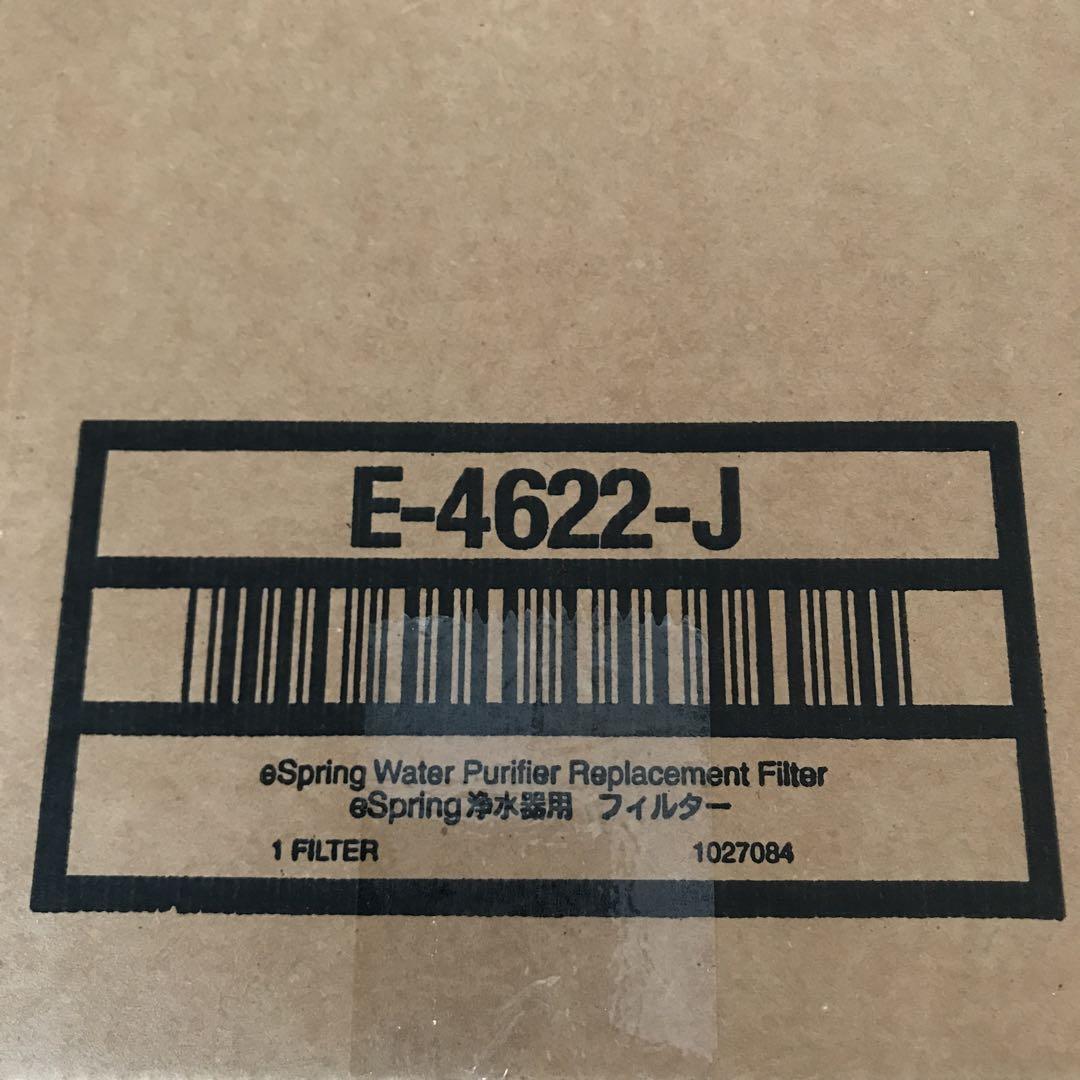 E-4622-J
eSpring Water Purifier Replacement Filter
eSpring浄水器用 フィルター
1 FILTER 1027084